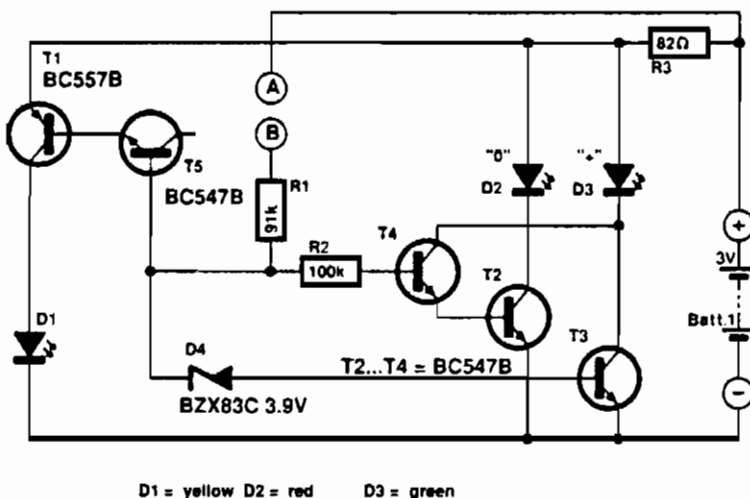 T1
BC557B
A
B
82Ω
R3
T5
BC547B
R1
91k
"0"
D2
"+"
D3
R2
100k
T4
T2
+
3V
Batt.1
D1
D4
T2...T4 = BC547B
T3
BZX83C 3.9V
−
D1 = yellow D2 = red D3 = green